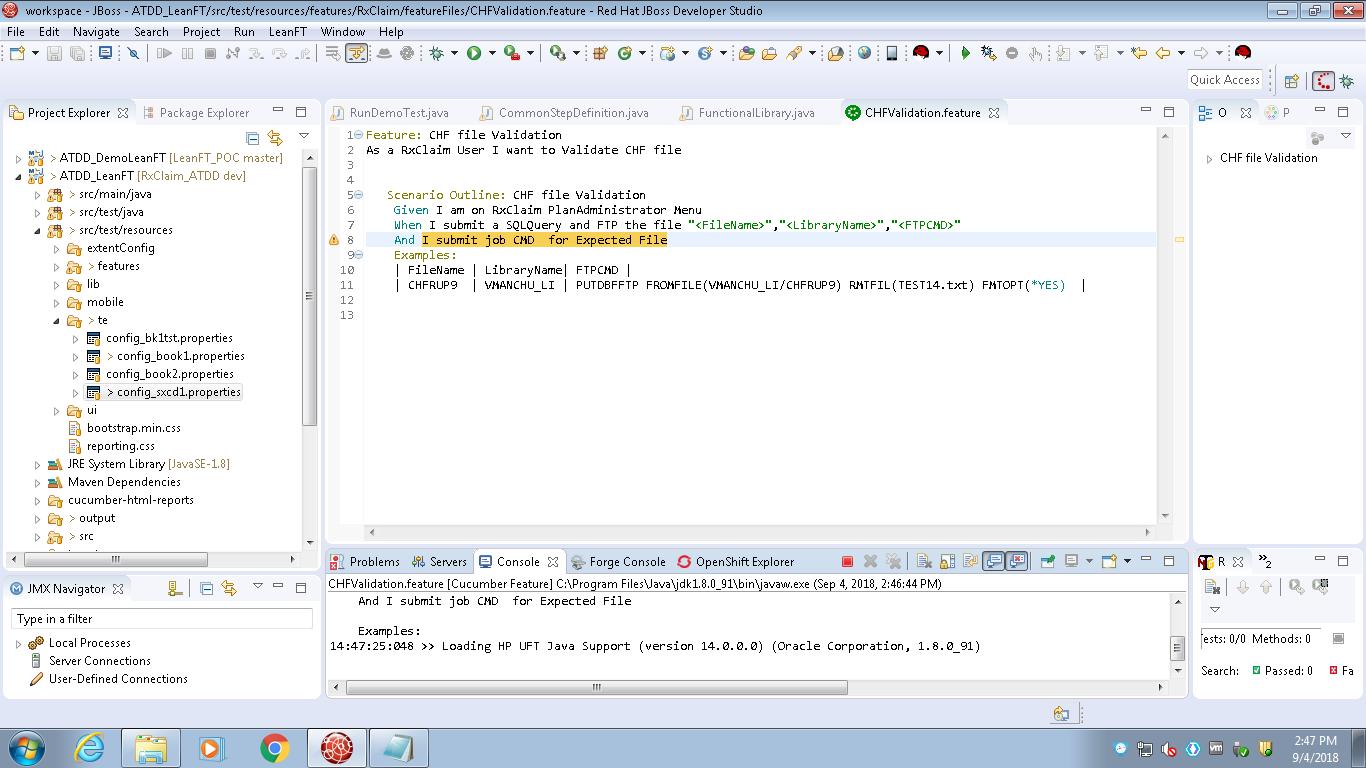 workspace - JBoss - ATDD_LeanFT/src/test/resources/features/RxClaim/featureFiles/CHFValidation.feature - Red Hat JBoss Developer Studio
File Edit Navigate Search Project Run LeanFT Window Help
Quick Access
Project Explorer Package Explorer
> ATDD_DemoLeanFT [LeanFT_POC master]
> ATDD_LeanFT [RxClaim_ATDD dev]
> src/main/java
> src/test/java
> src/test/resources
extentConfig
> features
lib
mobile
> te
config_bk1tst.properties
> config_book1.properties
config_book2.properties
> config_sxcd1.properties
ui
bootstrap.min.css
reporting.css
JRE System Library [JavaSE-1.8]
Maven Dependencies
cucumber-html-reports
> output
> src
RunDemoTest.java CommonStepDefinition.java FunctionalLibrary.java CHFValidation.feature
1 Feature: CHF file Validation
2 As a RxClaim User I want to Validate CHF file
3
4
5 Scenario Outline: CHF file Validation
6 Given I am on RxClaim PlanAdministrator Menu
7 When I submit a SQLQuery and FTP the file "<FileName>","<LibraryName>","<FTPCMD>"
8 And I submit job CMD  for Expected File
9 Examples:
10 | FileName | LibraryName| FTPCMD |
11 | CHFRUP9  | VMANCHU_LI | PUTDBFFTP FROMFILE(VMANCHU_LI/CHFRUP9) RMTFIL(TEST14.txt) FMTOPT(*YES)  |
12
13
O P
CHF file Validation
JMX Navigator
Type in a filter
Local Processes
Server Connections
User-Defined Connections
Problems Servers Console Forge Console OpenShift Explorer
CHFValidation.feature [Cucumber Feature] C:\Program Files\Java\jdk1.8.0_91\bin\javaw.exe (Sep 4, 2018, 2:46:44 PM)
And I submit job CMD  for Expected File
Examples:
14:47:25:048 >> Loading HP UFT Java Support (version 14.0.0.0) (Oracle Corporation, 1.8.0_91)
R »2
ests: 0/0 Methods: 0
Search: Passed: 0 Fa
2:47 PM
9/4/2018